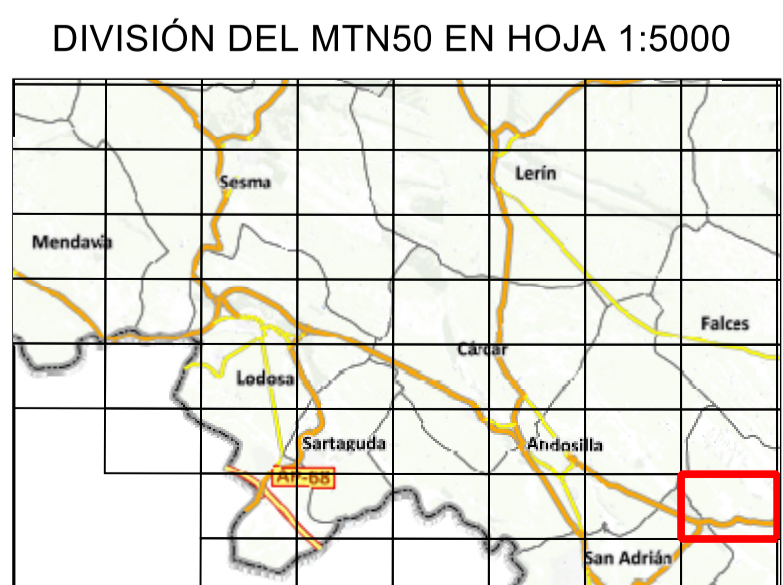 DIVISIÓN DEL MTN50 EN HOJA 1:5000
Lerín
Sesma
Mendavia
Falces
Cárcar
Lodosa
Sartaguda
Andosilla
AP-68
San Adrián